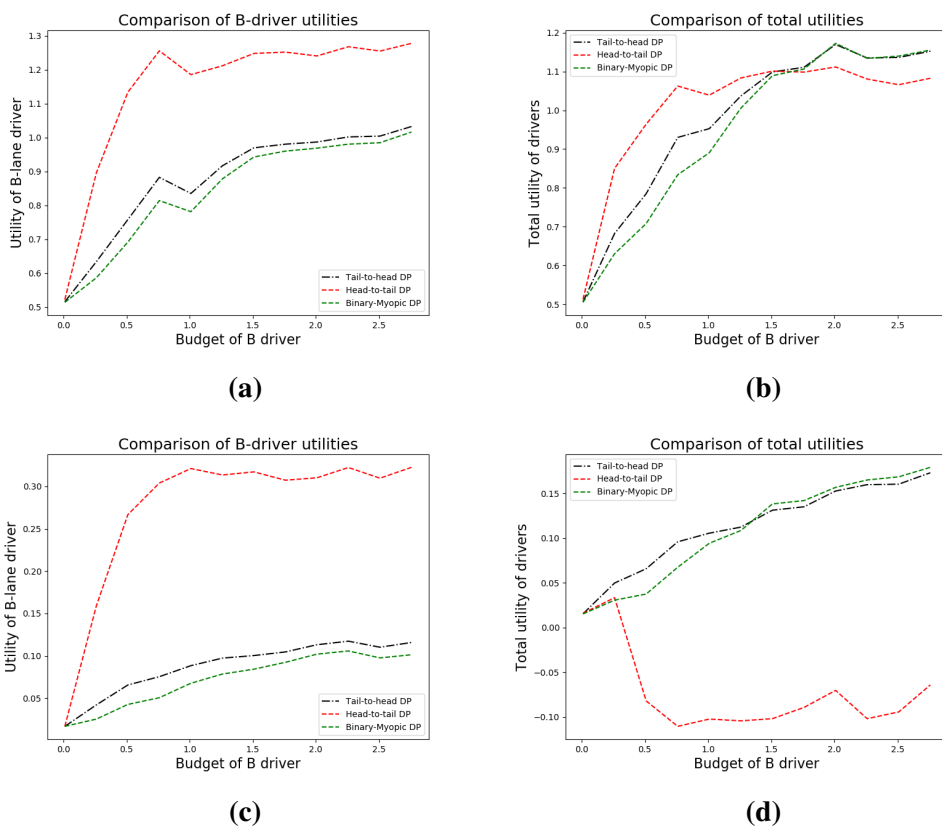 Comparison of B-driver utilities
Utility of B-lane driver
1.3
1.2
1.1
1.0
0.9
0.8
0.7
0.6
0.5
Tail-to-head DP
Head-to-tail DP
Binary-Myopic DP
0.0 0.5 1.0 1.5 2.0 2.5
Budget of B driver
(a)
Comparison of total utilities
Total utility of drivers
1.2
1.1
1.0
0.9
0.8
0.7
0.6
0.5
Tail-to-head DP
Head-to-tail DP
Binary-Myopic DP
0.0 0.5 1.0 1.5 2.0 2.5
Budget of B driver
(b)
Comparison of B-driver utilities
Utility of B-lane driver
0.30
0.25
0.20
0.15
0.10
0.05
Tail-to-head DP
Head-to-tail DP
Binary-Myopic DP
0.0 0.5 1.0 1.5 2.0 2.5
Budget of B driver
(c)
Comparison of total utilities
Total utility of drivers
0.15
0.10
0.05
0.00
−0.05
−0.10
Tail-to-head DP
Head-to-tail DP
Binary-Myopic DP
0.0 0.5 1.0 1.5 2.0 2.5
Budget of B driver
(d)